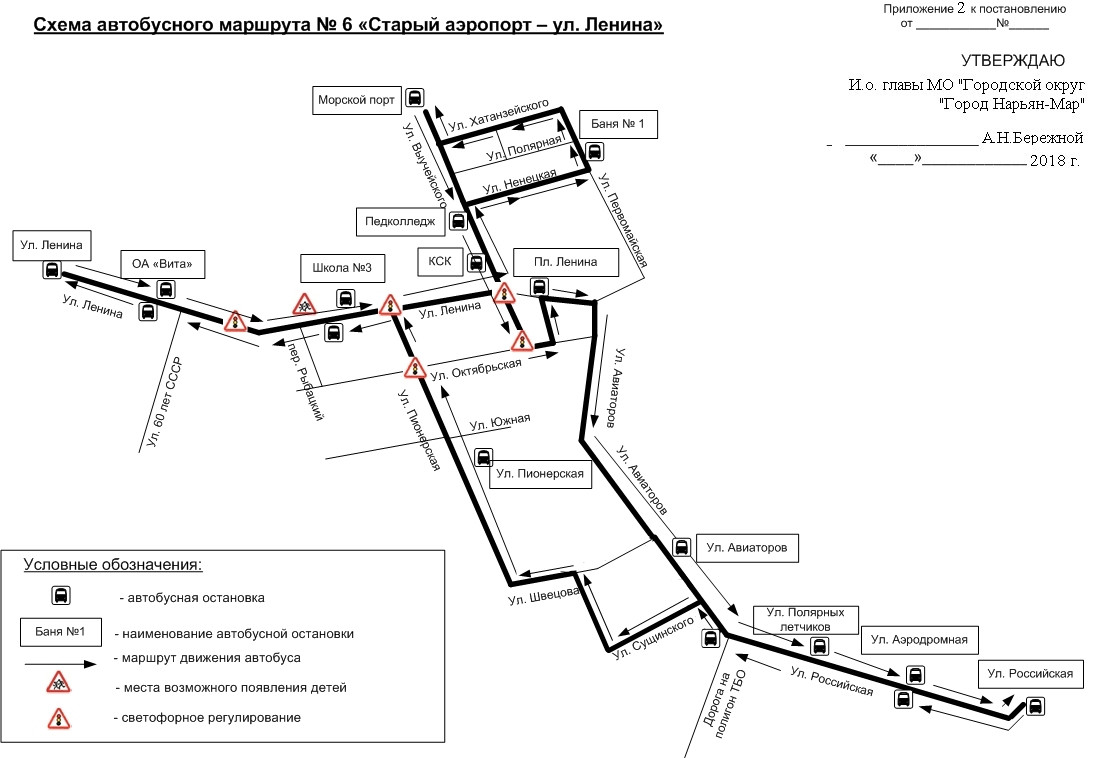 Схема автобусного маршрута № 6 «Старый аэропорт – ул. Ленина»
Приложение 2 к постановлению
от ____________№______
УТВЕРЖДАЮ
И.о. главы МО "Городской округ
"Город Нарьян-Мар"
_ ________________ А.Н.Бережной
«____»____________ 2018 г.
Морской порт
Ул. Хатанзейского
Баня № 1
Ул. Полярная
Ул. Выучейского
Ул. Ненецкая
Ул. Первомайская
Педколледж
КСК
Пл. Ленина
Ул. Ленина
ОА «Вита»
Школа №3
Ул. Ленина
Ул. Ленина
Ул. 60 лет СССР
пер. Рыбацкий
Ул. Октябрьская
Ул. Авиаторов
Ул. Пионерская
Ул. Южная
Ул. Пионерская
Ул. Авиаторов
Ул. Авиаторов
Ул. Швецова
Ул. Сущинского
Ул. Полярных
летчиков
Ул. Аэродромная
Ул. Российская
Ул. Российская
Дорога на
полигон ТБО
Условные обозначения:
- автобусная остановка
Баня №1
- наименование автобусной остановки
- маршрут движения автобуса
- места возможного появления детей
- светофорное регулирование